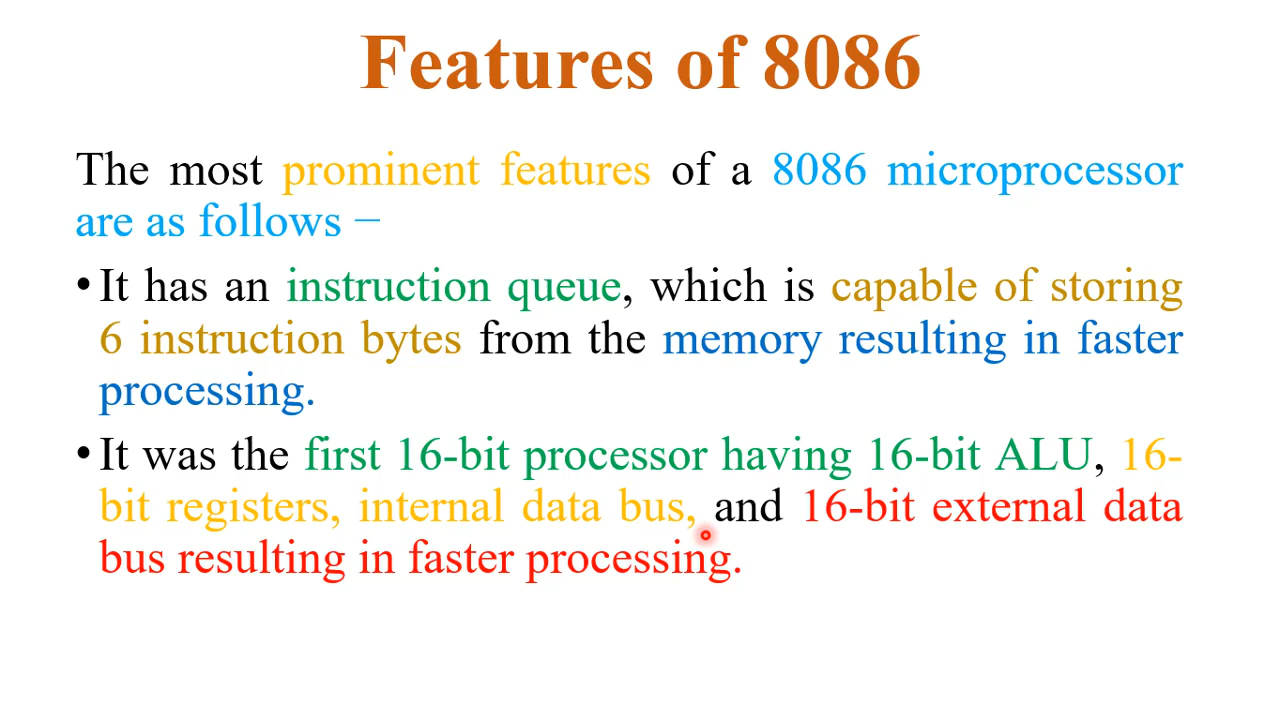 Features of 8086
The most prominent features of a 8086 microprocessor
are as follows −
• It has an instruction queue, which is capable of storing
6 instruction bytes from the memory resulting in faster
processing.
• It was the first 16-bit processor having 16-bit ALU, 16-
bit registers, internal data bus, and 16-bit external data
bus resulting in faster processing.